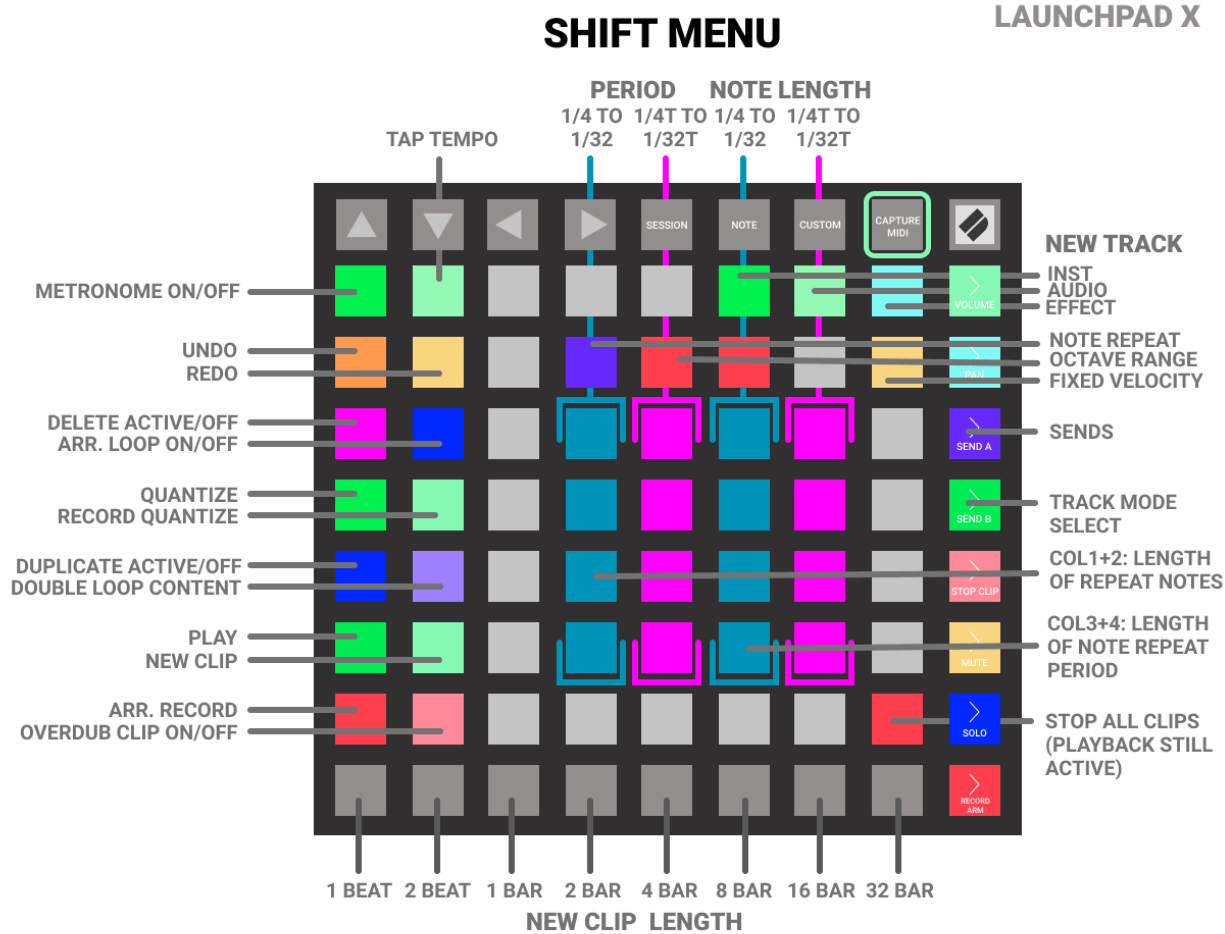 LAUNCHPAD X
SHIFT MENU
PERIOD
NOTE LENGTH
1/4 TO
1/32
1/4T TO
1/32T
1/4 TO
1/32
1/4T TO
1/32T
TAP TEMPO
SESSION
NOTE
CUSTOM
CAPTURE
MIDI
NEW TRACK
METRONOME ON/OFF
INST
AUDIO
EFFECT
VOLUME
UNDO
REDO
NOTE REPEAT
OCTAVE RANGE
FIXED VELOCITY
PAN
DELETE ACTIVE/OFF
ARR. LOOP ON/OFF
SENDS
SEND A
QUANTIZE
RECORD QUANTIZE
TRACK MODE
SELECT
SEND B
DUPLICATE ACTIVE/OFF
DOUBLE LOOP CONTENT
COL1+2: LENGTH
OF REPEAT NOTES
STOP CLIP
PLAY
NEW CLIP
COL3+4: LENGTH
OF NOTE REPEAT
PERIOD
MUTE
ARR. RECORD
OVERDUB CLIP ON/OFF
STOP ALL CLIPS
(PLAYBACK STILL
ACTIVE)
SOLO
RECORD
ARM
1 BEAT
2 BEAT
1 BAR
2 BAR
4 BAR
8 BAR
16 BAR
32 BAR
NEW CLIP LENGTH